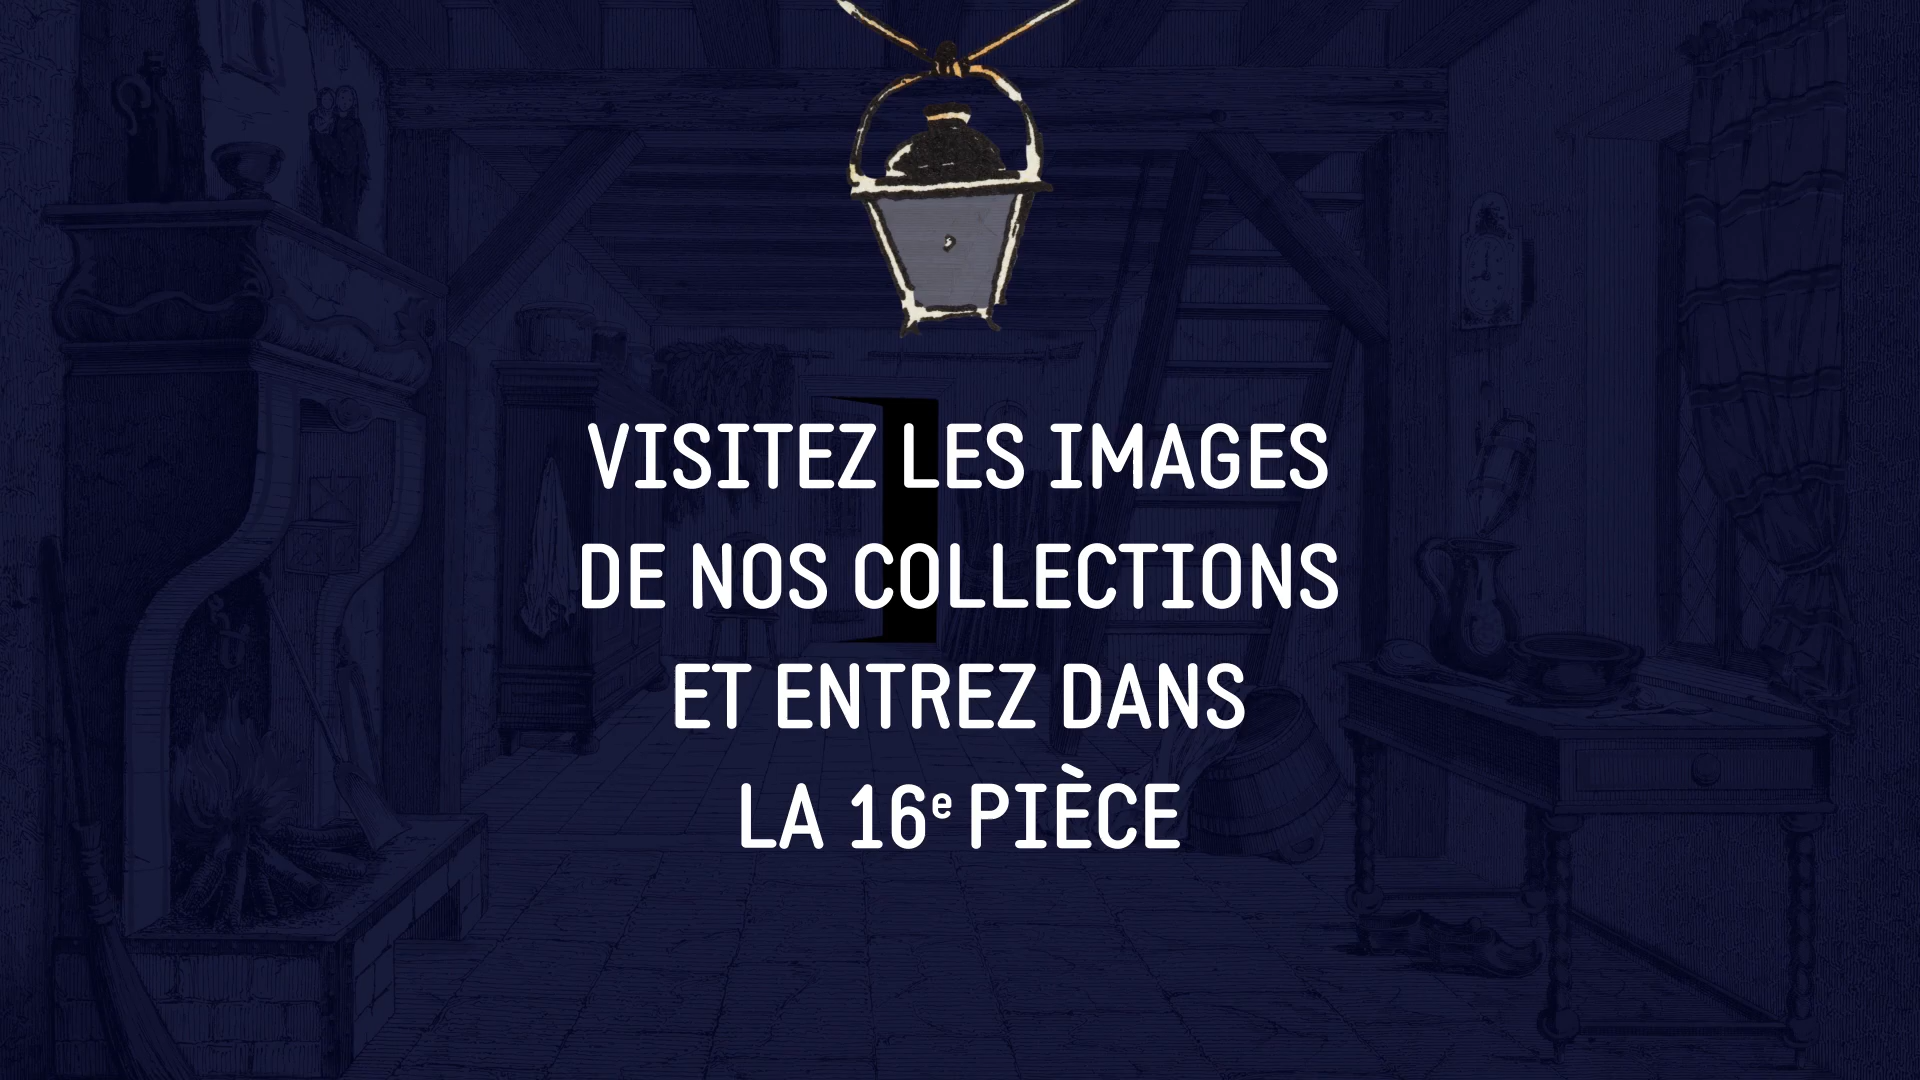 VISITEZ LES IMAGES
DE NOS COLLECTIONS
ET ENTREZ DANS
LA 16e PIÈCE